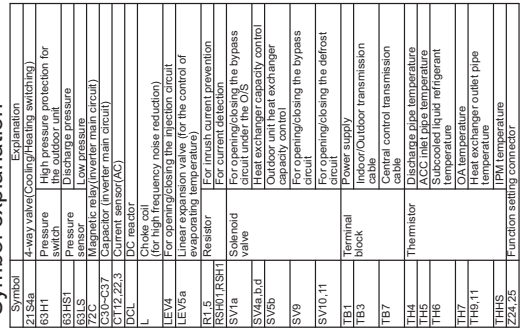 Symbol explanation
Symbol Explanation
21S4a 4-way valve(Cooling/Heating switching)
63H1 Pressure switch High pressure protection for the outdoor unit
63HS1 Pressure sensor Discharge pressure
63LS Low pressure
72C Magnetic relay(inverter main circuit)
C30~C37 Capacitor (inverter main circuit)
CT12,22,3 Current sensor(AC)
DCL DC reactor
L Choke coil
(for high frequency noise reduction)
LEV4 For opening/closing the injection circuit
LEV5a Linear expansion valve (for the control of
evaporating temperature)
R1,5 Resistor For inrush current prevention
RSH01,RSH1 For current detection
SV1a Solenoid valve For opening/closing the bypass
circuit under the O/S
SV4a,b,d Heat exchanger capacity control
SV5b Outdoor unit heat exchanger
capacity control
SV9 For opening/closing the bypass
circuit
SV10,11 For opening/closing the defrost
circuit
TB1 Terminal block Power supply
TB3 Indoor/Outdoor transmission
cable
TB7 Central control transmission
cable
TH4 Thermistor Discharge pipe temperature
TH5 ACC inlet pipe temperature
TH6 Subcooled liquid refrigerant
temperature
TH7 OA temperature
TH9,11 Heat exchanger outlet pipe
temperature
THHS IPM temperature
Z24,25 Function setting connector